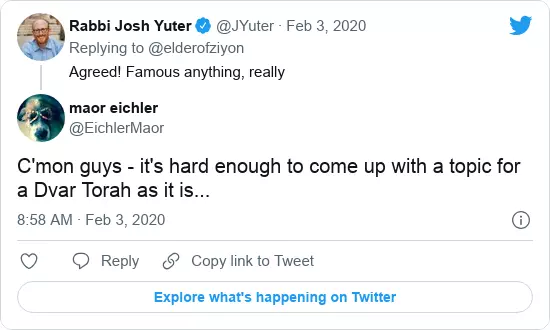 Rabbi Josh Yuter @JYuter · Feb 3, 2020
Replying to @elderofziyon
Agreed! Famous anything, really
maor eichler
@EichlerMaor
C'mon guys - it's hard enough to come up with a topic for
a Dvar Torah as it is...
8:58 AM · Feb 3, 2020
Reply Copy link to Tweet
Explore what's happening on Twitter